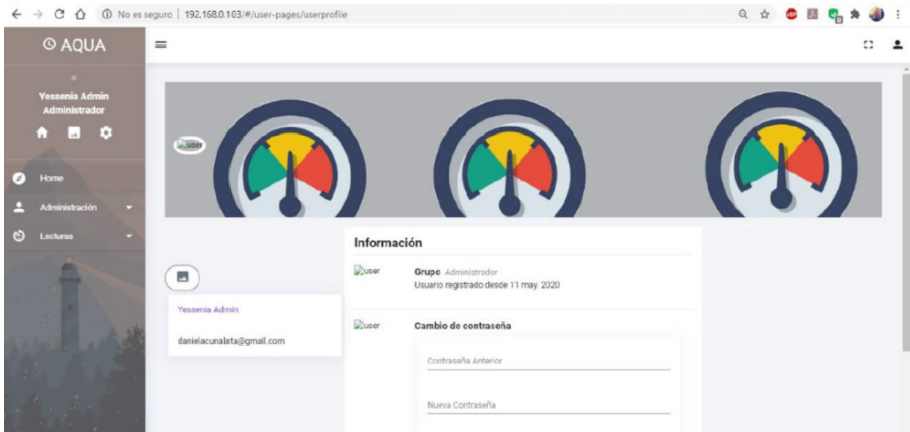 No es seguro | 192.168.0.103/#/user-pages/userprofile
AQUA
Yessenia Admin
Administrador
Home
Administración
Lecturas
user
Información
user
Grupo Administrador
Usuario registrado desde 11 may. 2020
Yessenia Admin
danielacunalata@gmail.com
user
Cambio de contraseña
Contraseña Anterior
Nueva Contraseña